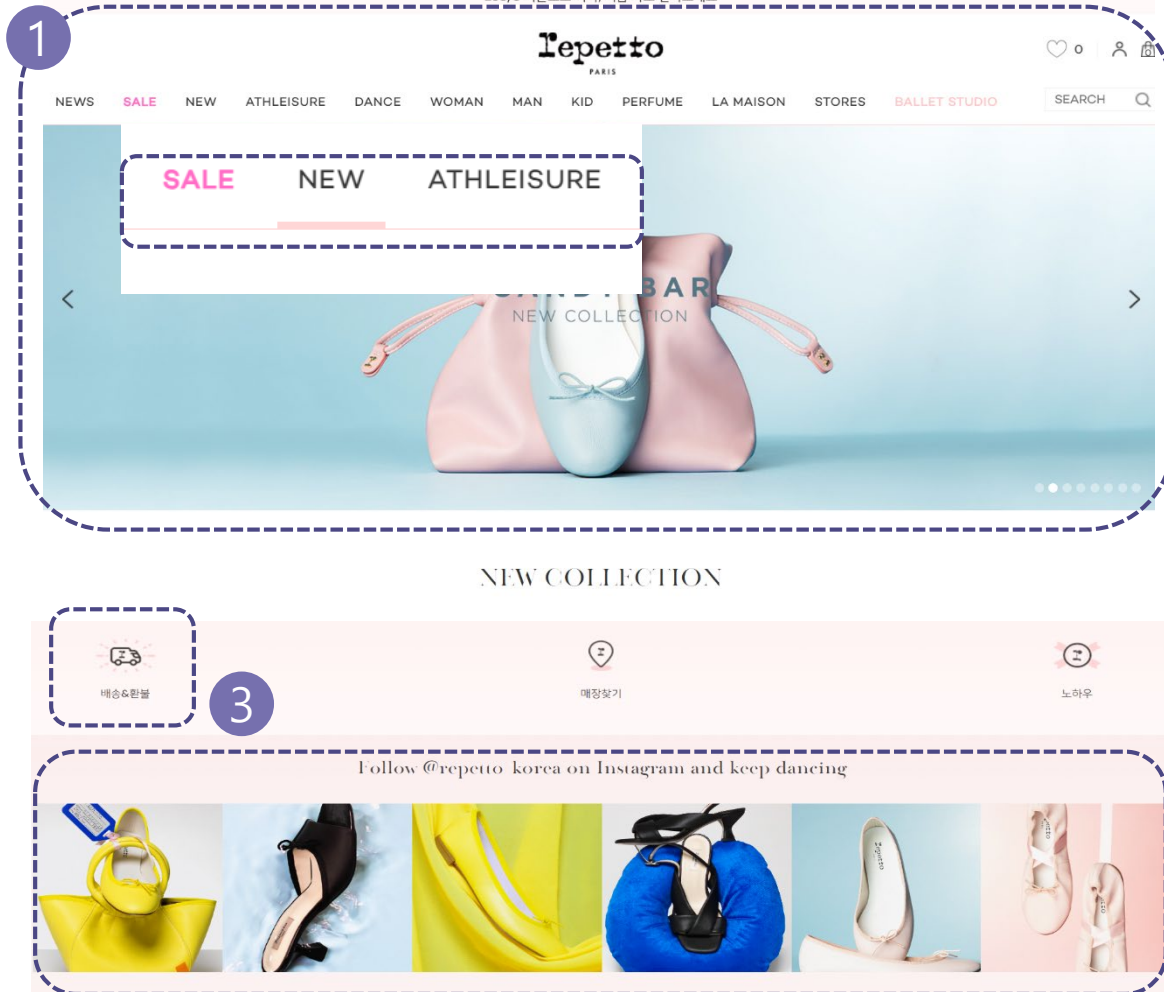 1
repetto
PARIS
0
NEWS SALE NEW ATHLEISURE DANCE WOMAN MAN KID PERFUME LA MAISON STORES BALLET STUDIO SEARCH
SALE NEW ATHLEISURE
BAR
NEW COLLECTION
NEW COLLECTION
배송&환불
매장찾기
노하우
3
Follow @repetto_korea on Instagram and keep dancing
repetto